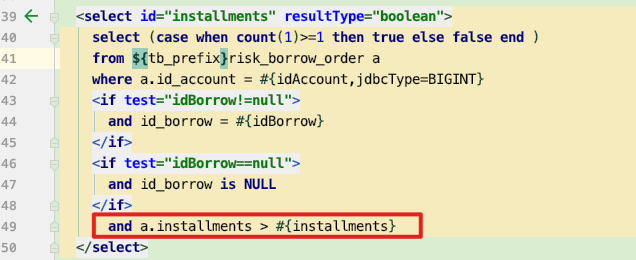 39 <select id="installments" resultType="boolean">
40 select (case when count(1)>=1 then true else false end )
41 from ${tb_prefix}risk_borrow_order a
42 where a.id_account = #{idAccount,jdbcType=BIGINT}
43 <if test="idBorrow!=null">
44 and id_borrow = #{idBorrow}
45 </if>
46 <if test="idBorrow==null">
47 and id_borrow is NULL
48 </if>
49 and a.installments > #{installments}
50 </select>